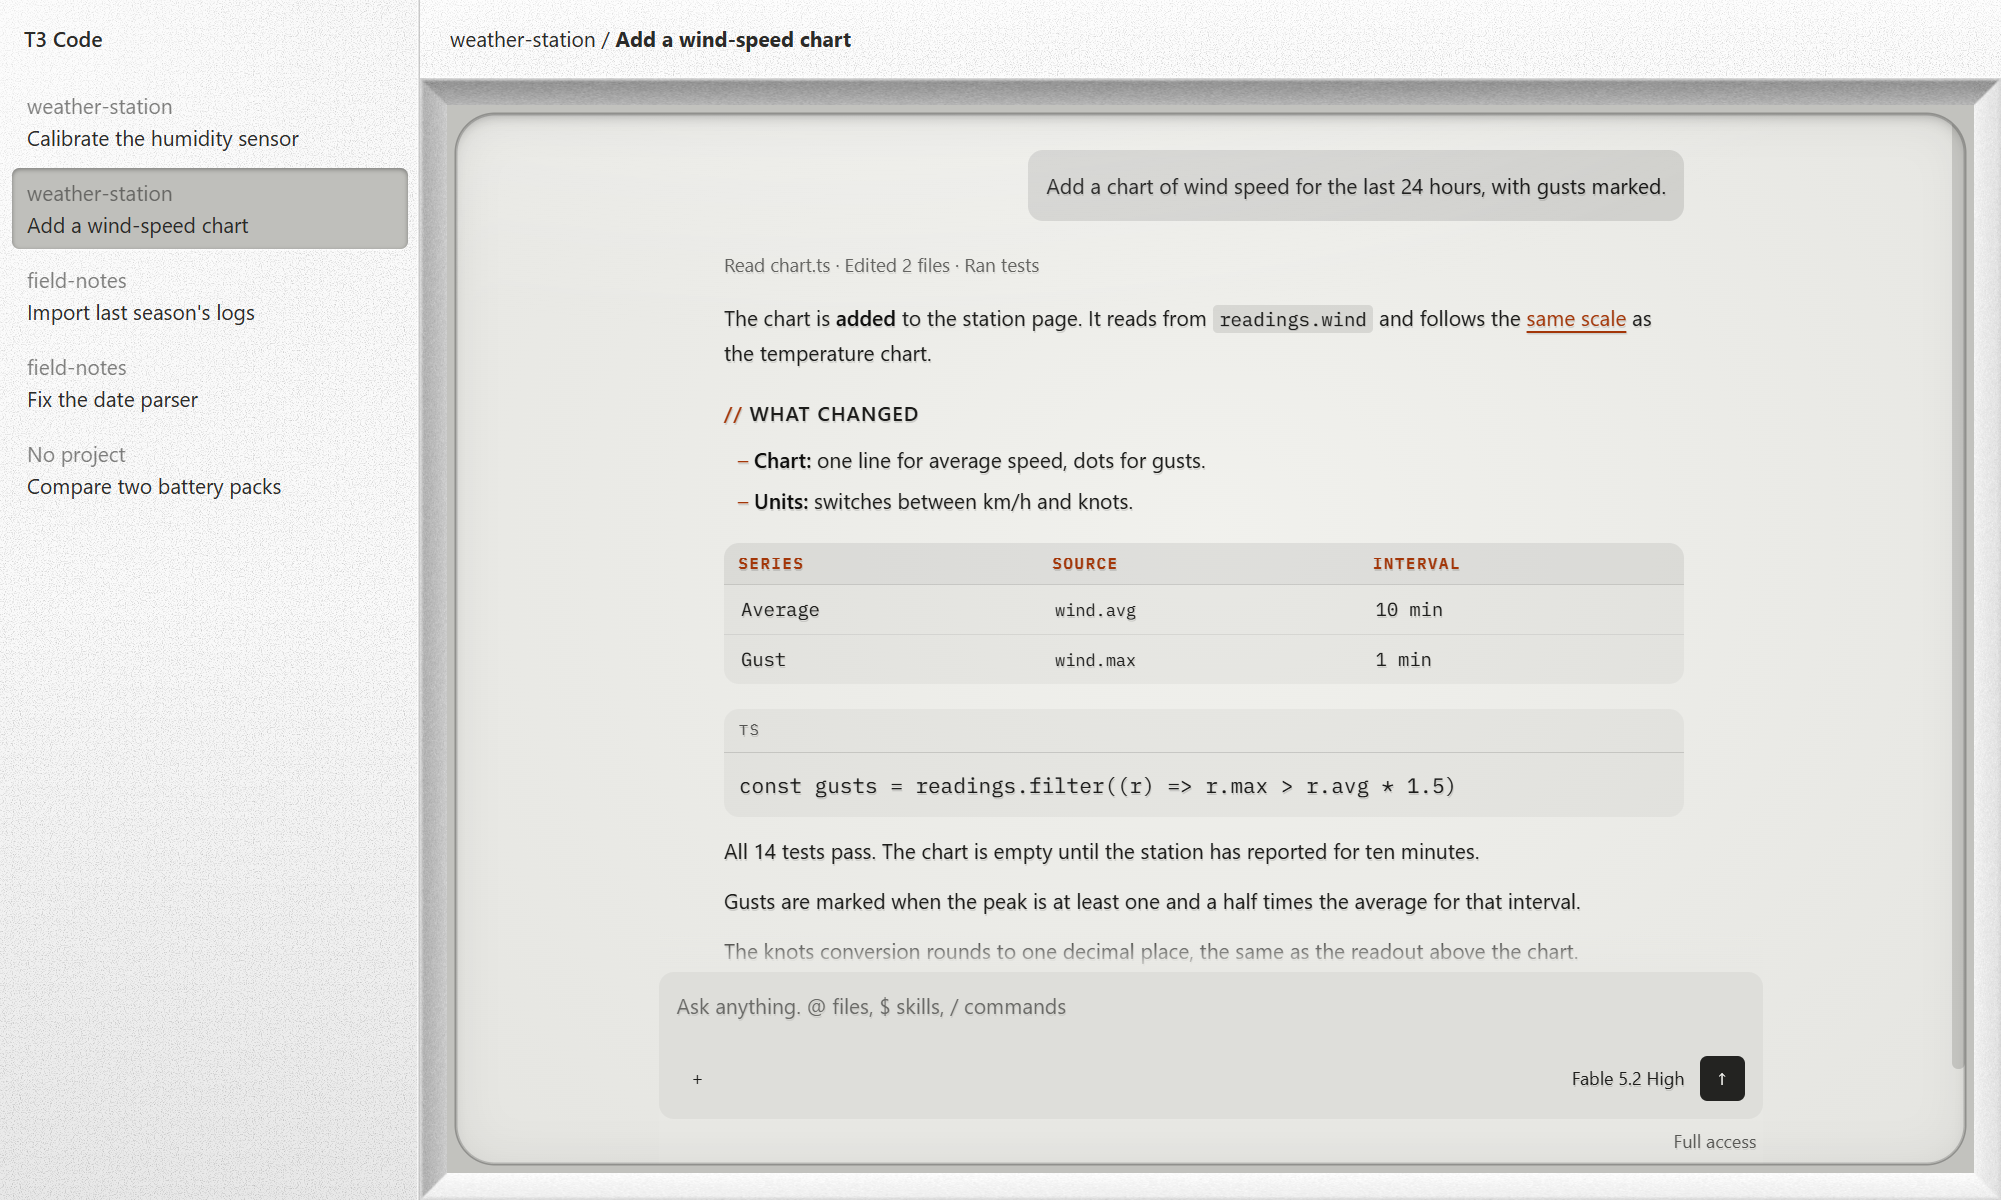 T3 Code
weather-station
Calibrate the humidity sensor
weather-station
Add a wind-speed chart
field-notes
Import last season's logs
field-notes
Fix the date parser
No project
Compare two battery packs
weather-station / Add a wind-speed chart
Add a chart of wind speed for the last 24 hours, with gusts marked.
Read chart.ts · Edited 2 files · Ran tests
The chart is added to the station page. It reads from readings.wind and follows the same scale as
the temperature chart.
// WHAT CHANGED
– Chart: one line for average speed, dots for gusts.
– Units: switches between km/h and knots.
SERIES SOURCE INTERVAL
Average wind.avg 10 min
Gust wind.max 1 min
TS
const gusts = readings.filter((r) => r.max > r.avg * 1.5)
All 14 tests pass. The chart is empty until the station has reported for ten minutes.
Gusts are marked when the peak is at least one and a half times the average for that interval.
The knots conversion rounds to one decimal place, the same as the readout above the chart.
Ask anything. @ files, $ skills, / commands
+
Fable 5.2 High ↑
Full access